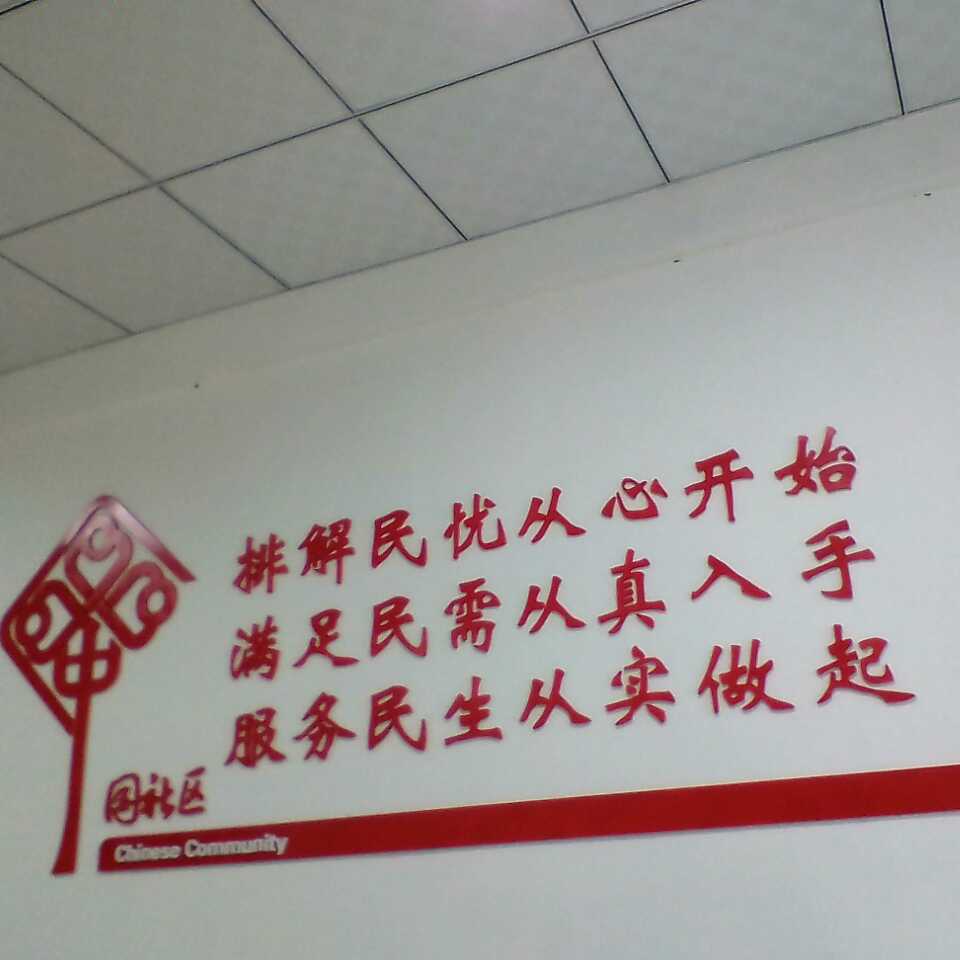 排解民忧从心开始
满足民需从真入手
服务民生从实做起
社区
Chinese Community